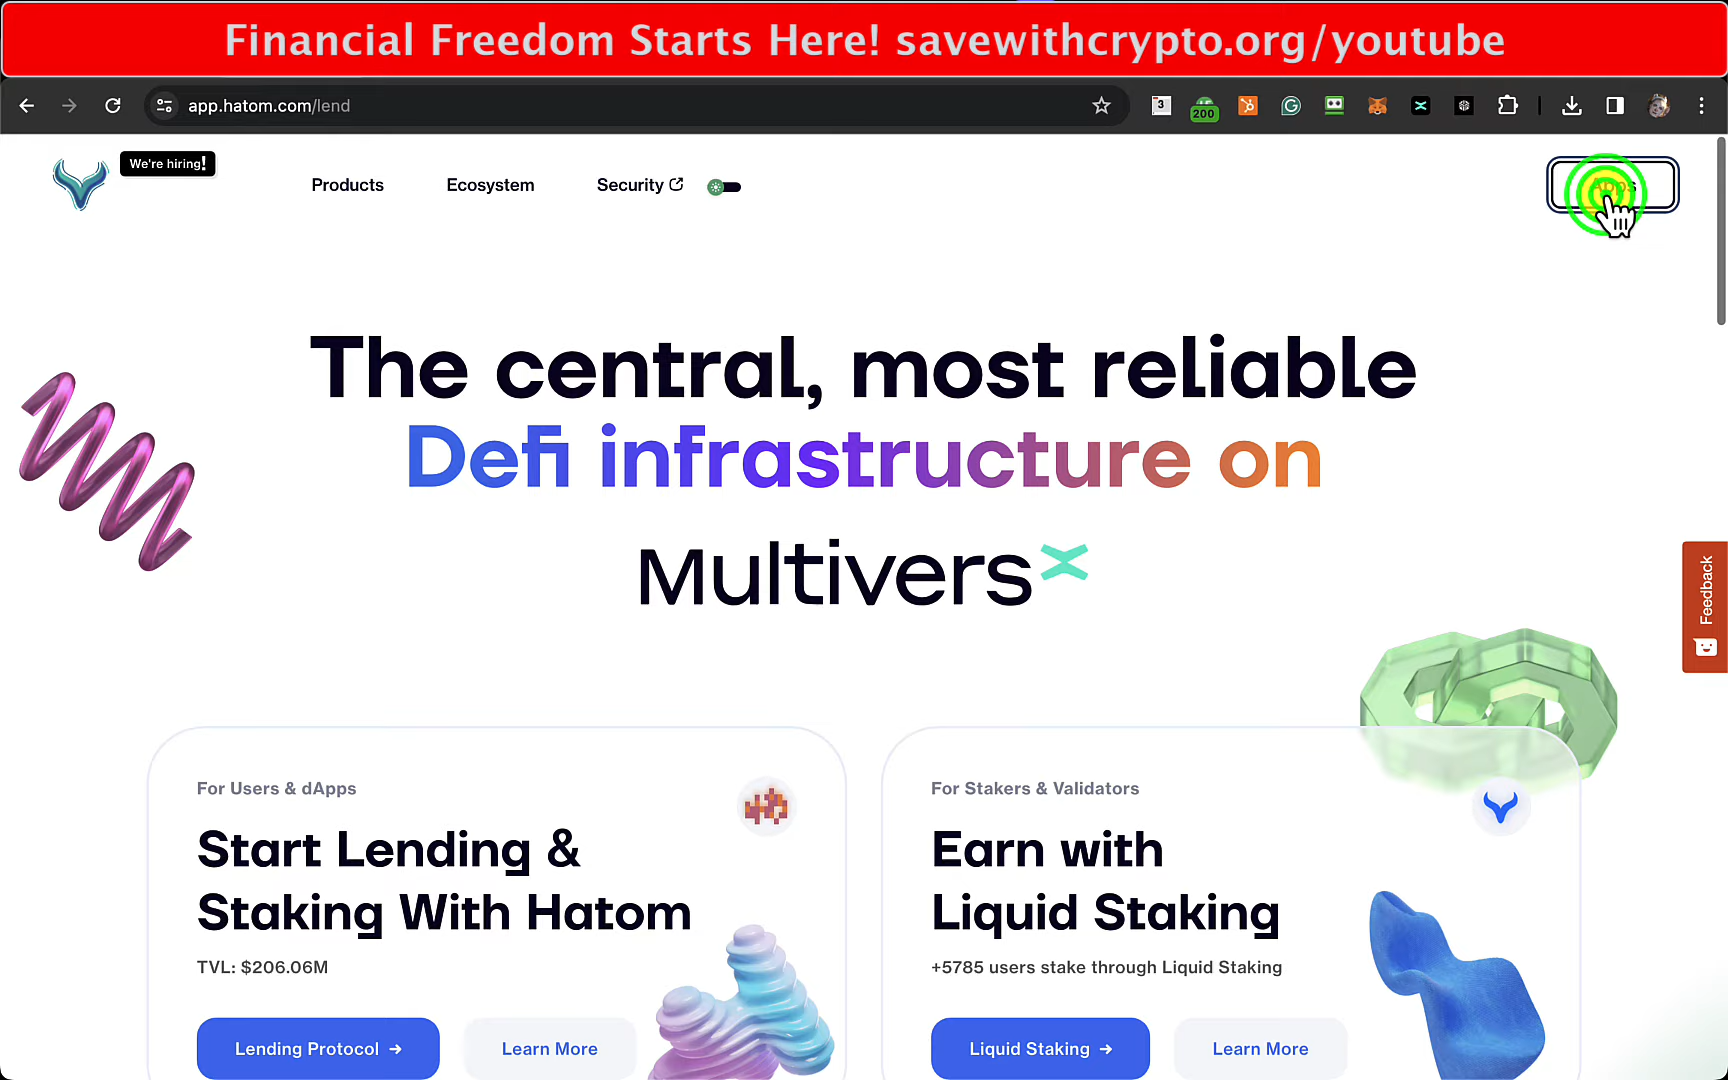 Financial Freedom Starts Here! savewithcrypto.org/youtube
app.hatom.com/lend
3
200
We're hiring!
Products
Ecosystem
Security
Apps
The central, most reliable
Defi infrastructure on
Multivers
Feedback
For Users & dApps
Start Lending &
Staking With Hatom
TVL: $206.06M
Lending Protocol →
Learn More
For Stakers & Validators
Earn with
Liquid Staking
+5785 users stake through Liquid Staking
Liquid Staking →
Learn More